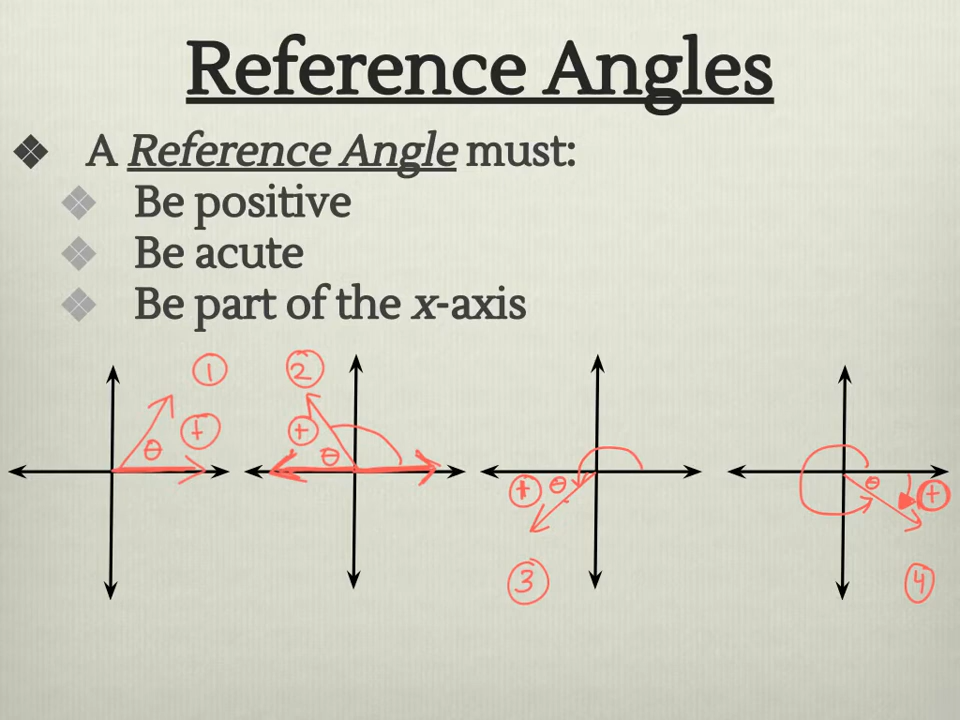 Reference Angles
❖ A Reference Angle must:
❖ Be positive
❖ Be acute
❖ Be part of the x-axis
1
θ +
2
+ θ
+ θ
3
θ +
4